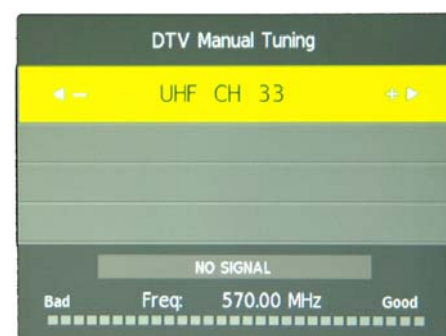 DTV Manual Tuning
UHF CH 33
NO SIGNAL
Bad Freq: 570.00 MHz Good